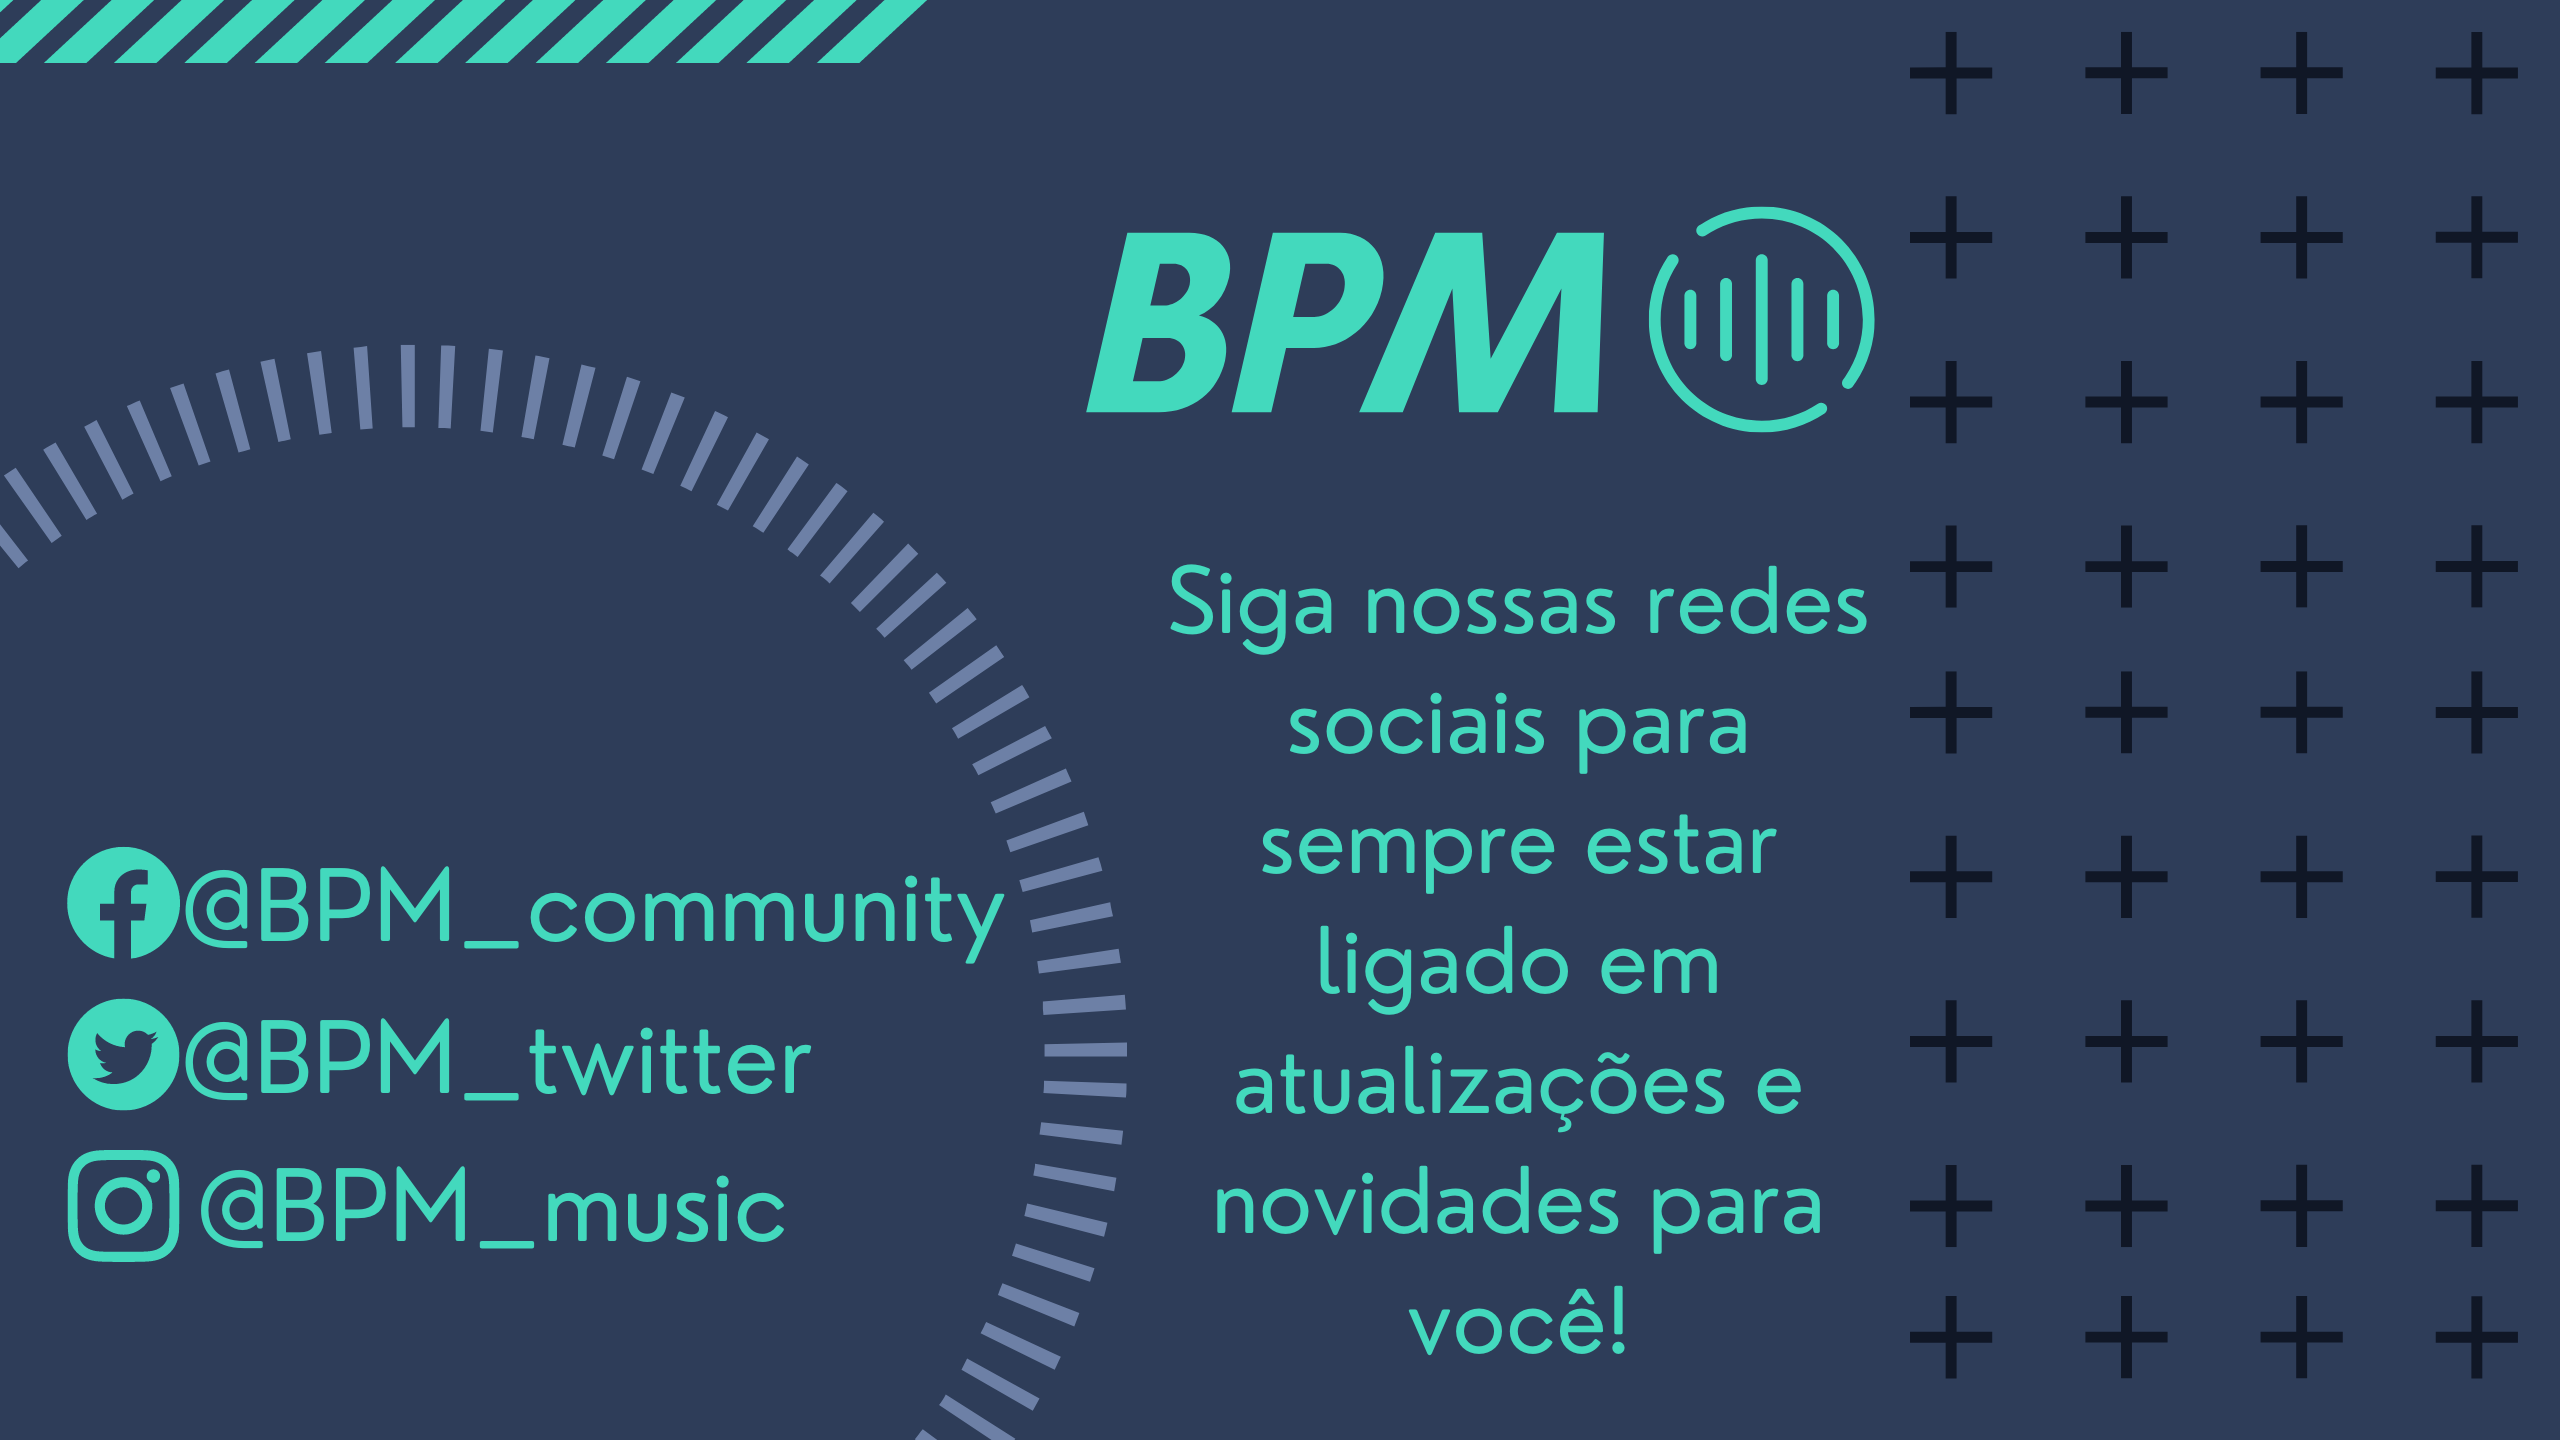 BPM
Siga nossas redes
sociais para
sempre estar
ligado em
atualizações e
novidades para
você!
@BPM_community
@BPM_twitter
@BPM_music